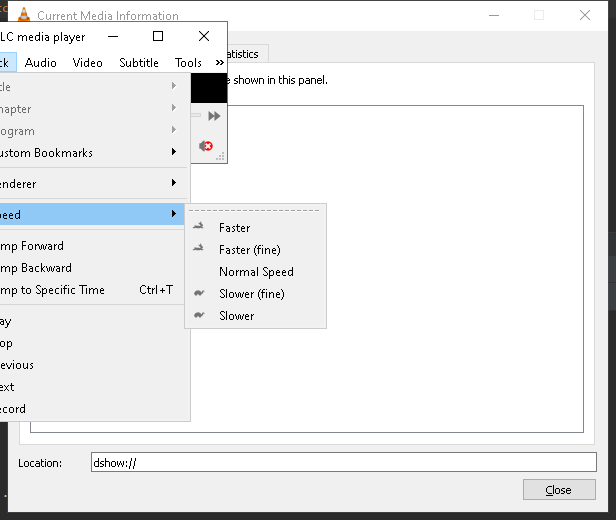 Current Media Information
LC media player
ck Audio Video Subtitle Tools »
atistics
e shown in this panel.
tle
hapter
rogram
ustom Bookmarks
enderer
peed
Faster
Faster (fine)
Normal Speed
Slower (fine)
Slower
mp Forward
mp Backward
mp to Specific Time Ctrl+T
ay
op
evious
ext
ecord
Location: dshow://
Close